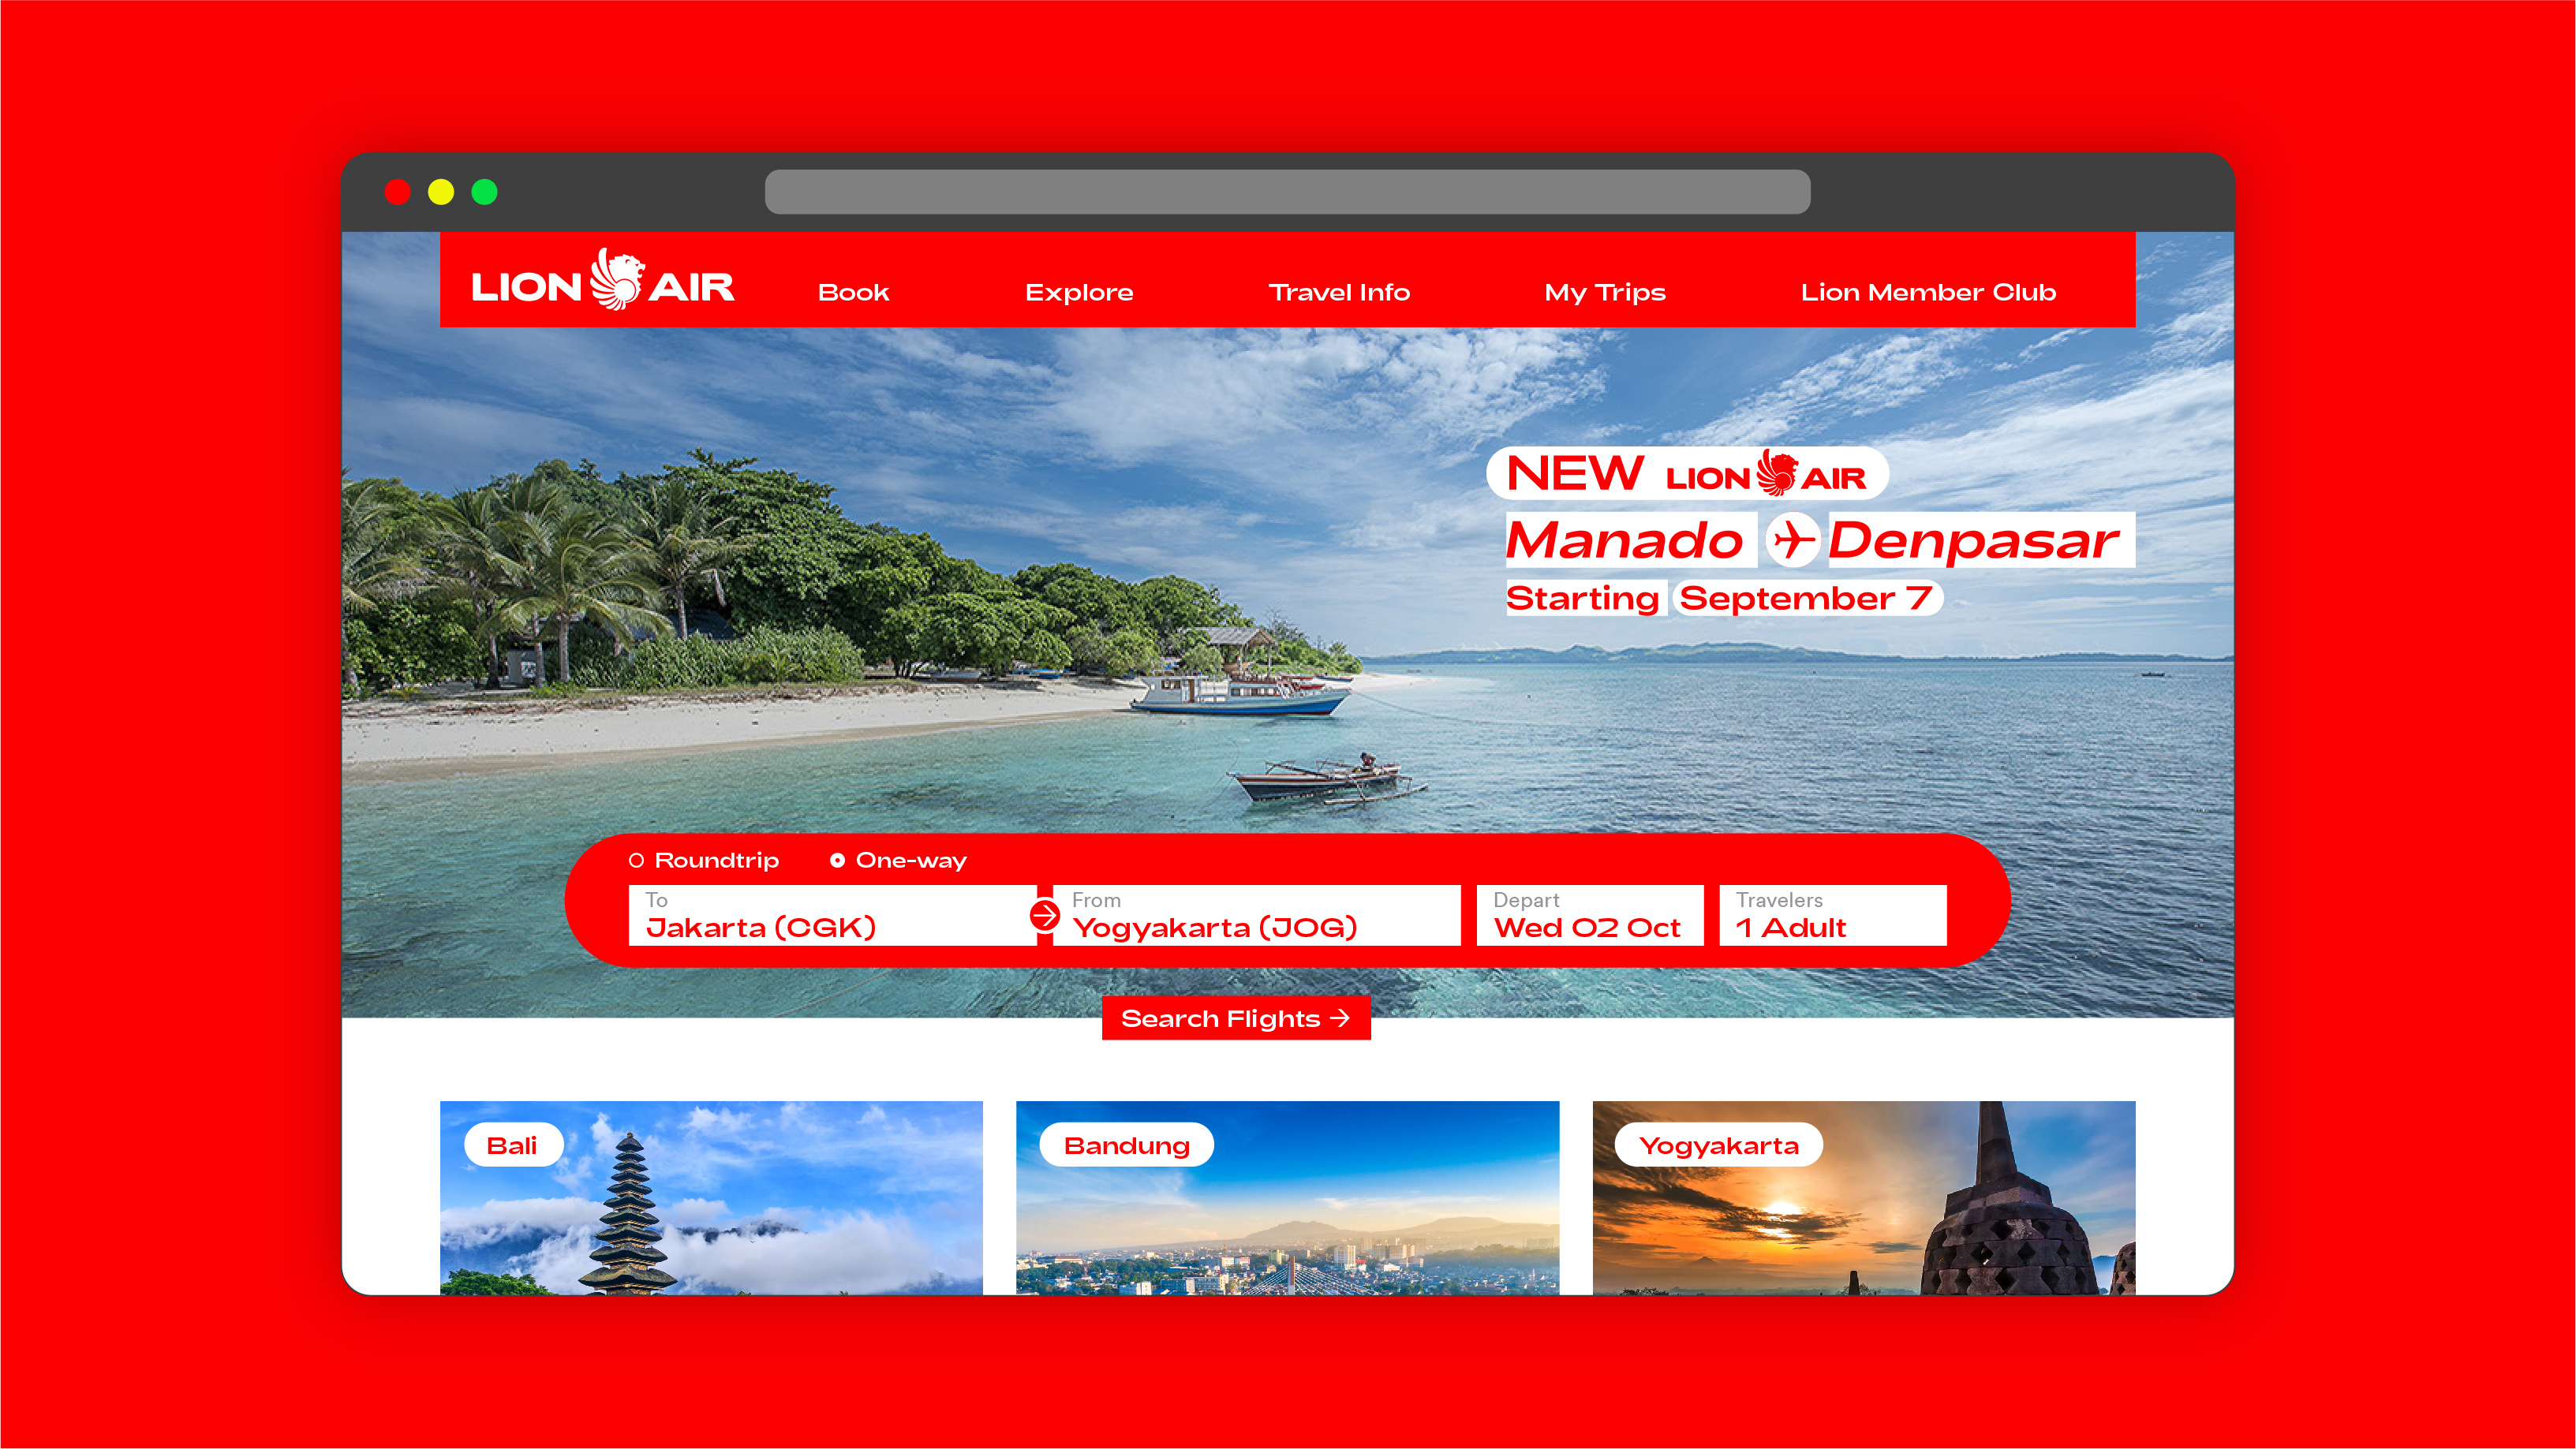 LION AIR
Book
Explore
Travel Info
My Trips
Lion Member Club
NEW LION AIR
Manado Denpasar
Starting September 7
Roundtrip
One-way
To
Jakarta (CGK)
From
Yogyakarta (JOG)
Depart
Wed 02 Oct
Travelers
1 Adult
Search Flights →
Bali
Bandung
Yogyakarta